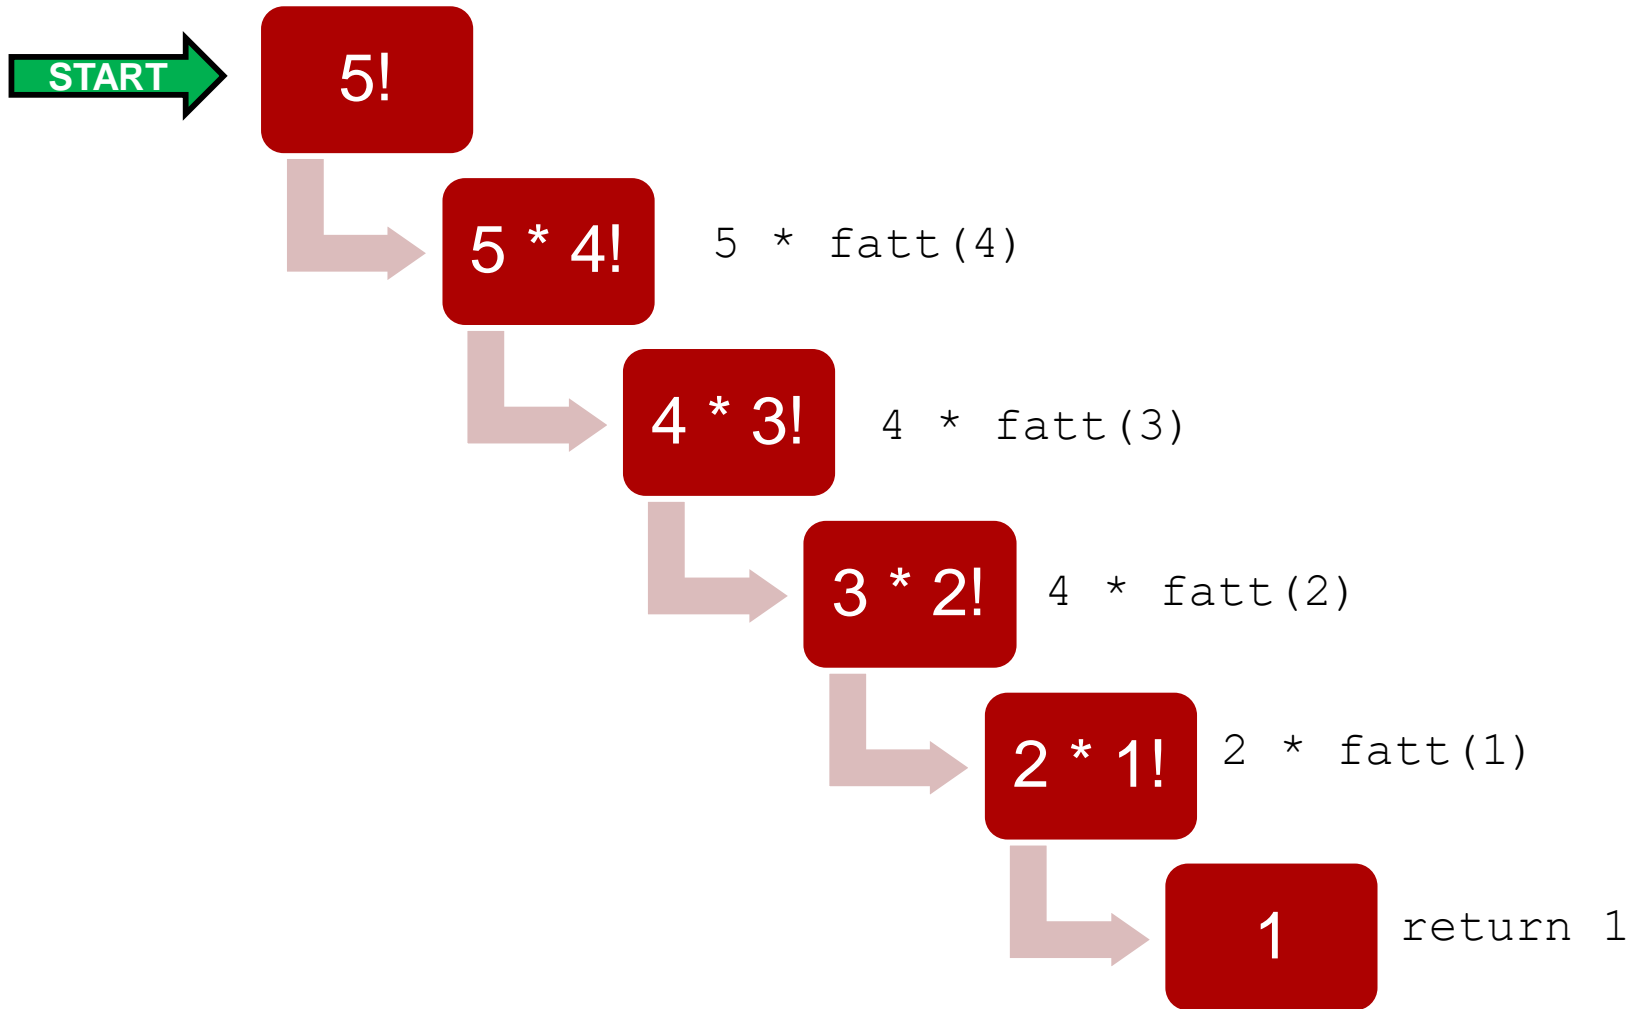 START
5!
5 * 4!
5 * fatt(4)
4 * 3!
4 * fatt(3)
3 * 2!
4 * fatt(2)
2 * 1!
2 * fatt(1)
1
return 1